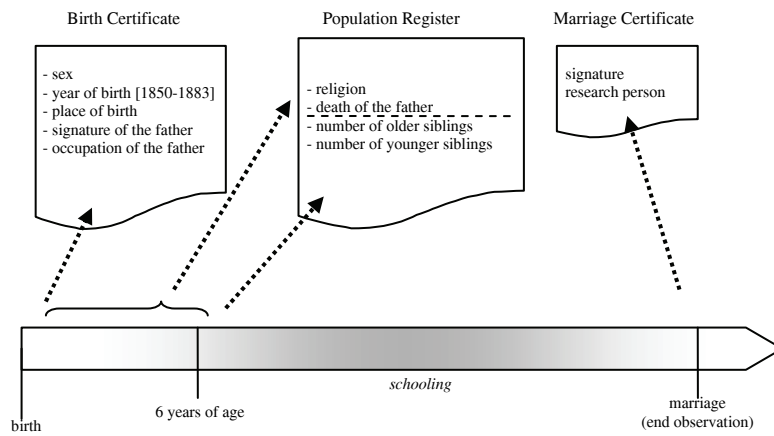 Birth Certificate
- sex
- year of birth [1850-1883]
- place of birth
- signature of the father
- occupation of the father
Population Register
- religion
- death of the father
- number of older siblings
- number of younger siblings
Marriage Certificate
signature
research person
schooling
birth
6 years of age
marriage
(end observation)